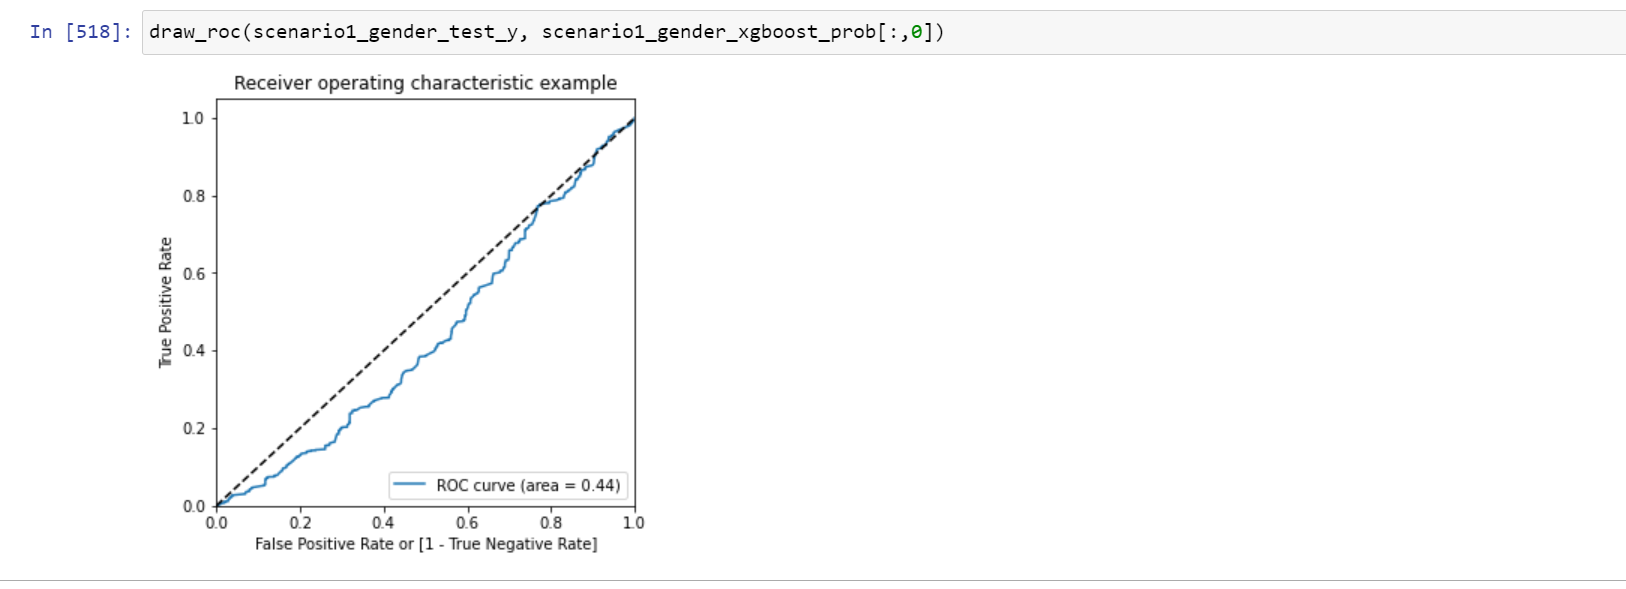 In [518]: draw_roc(scenario1_gender_test_y, scenario1_gender_xgboost_prob[:,0])
Receiver operating characteristic example
True Positive Rate
1.0
0.8
0.6
0.4
0.2
0.0
ROC curve (area = 0.44)
0.0 0.2 0.4 0.6 0.8 1.0
False Positive Rate or [1 - True Negative Rate]